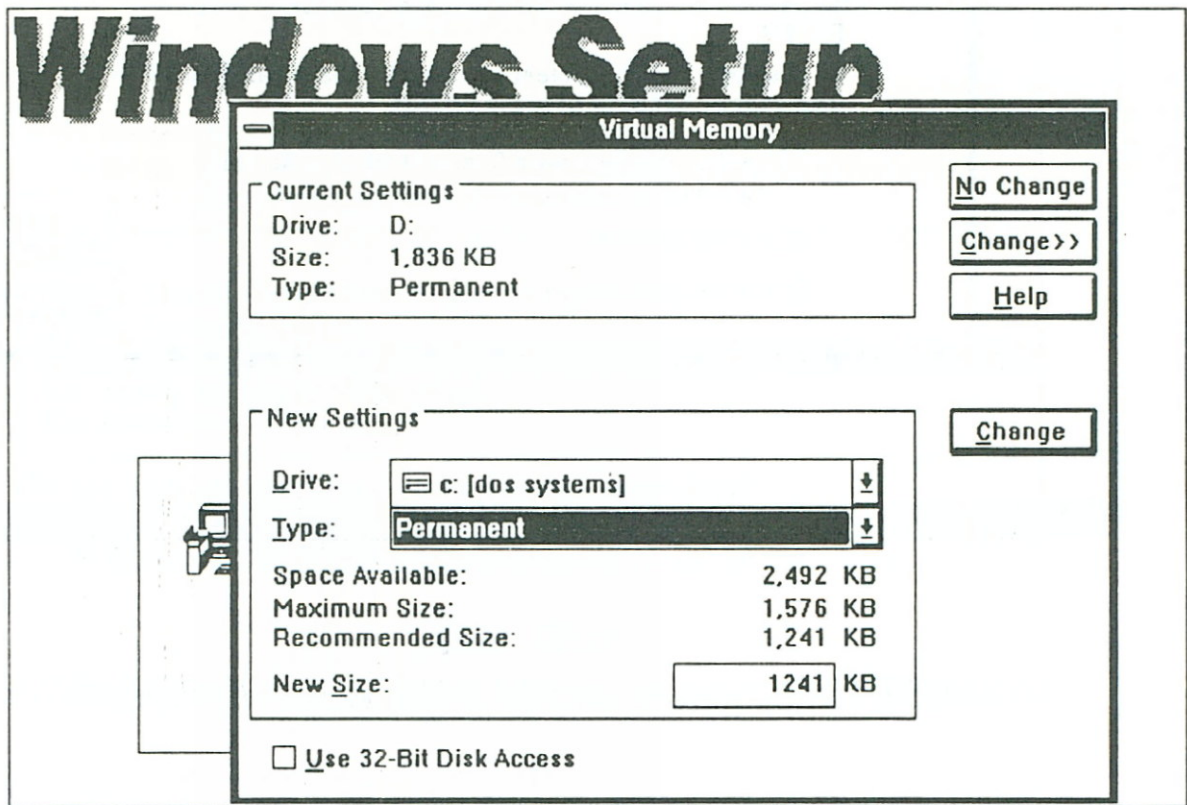 Windows Setup
Virtual Memory
Current Settings
Drive: D:
Size: 1,836 KB
Type: Permanent
No Change
Change>>
Help
New Settings
Drive: c: [dos systems]
Type: Permanent
Space Available: 2,492 KB
Maximum Size: 1,576 KB
Recommended Size: 1,241 KB
New Size: 1241 KB
Change
Use 32-Bit Disk Access